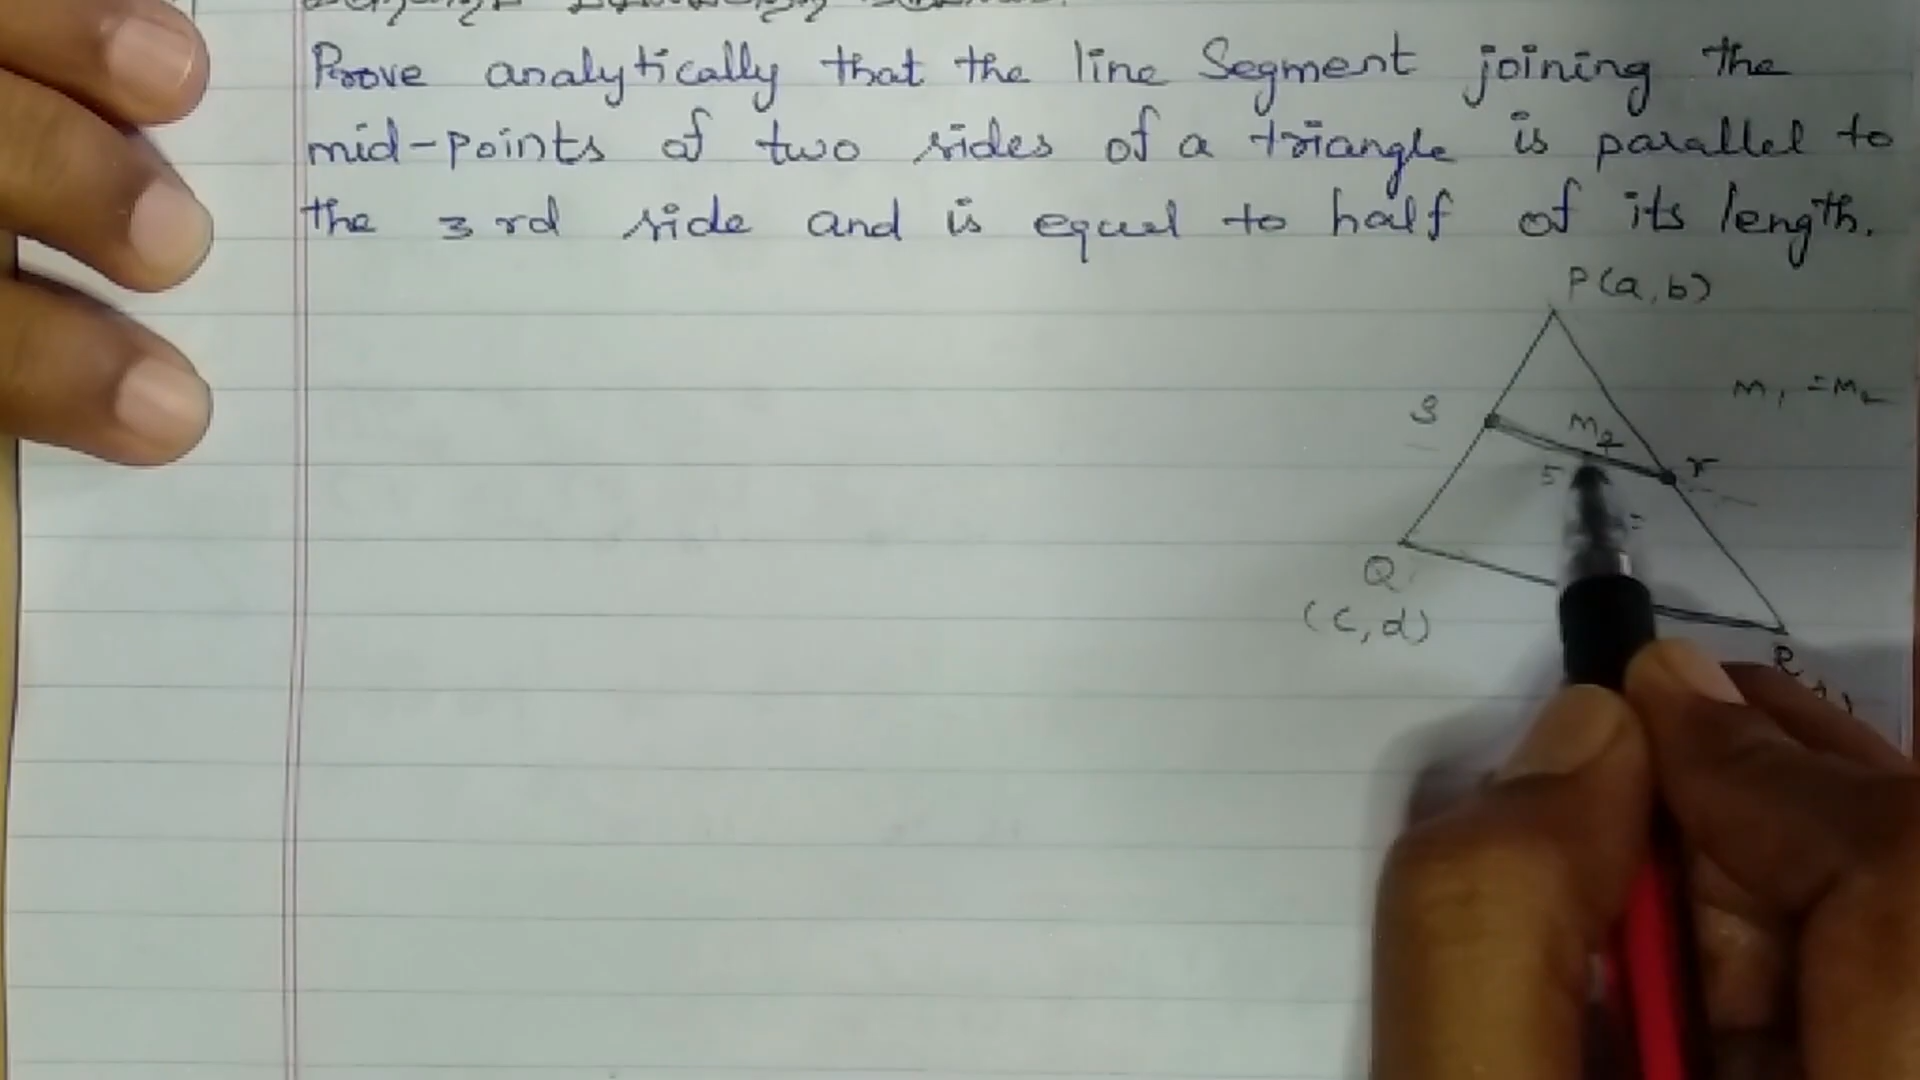 Prove analytically that the line Segment joining the
mid-points of two sides of a triangle is parallel to
the 3rd side and is equal to half of its length.
P(a,b)
m₁ = m₂
S
m₂
r
5
=
Q
(c,d)
R